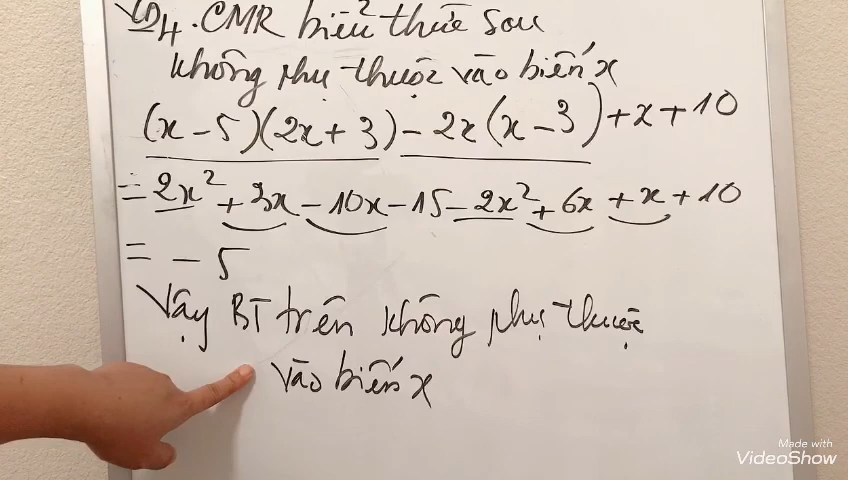 VD4. CMR biểu thức sau
không phụ thuộc vào biến x
(x - 5)(2x + 3) - 2x(x - 3) + x + 10
= 2x² + 3x - 10x - 15 - 2x² + 6x + x + 10
= - 5
Vậy BT trên không phụ thuộc
vào biến x
Made with
VideoShow